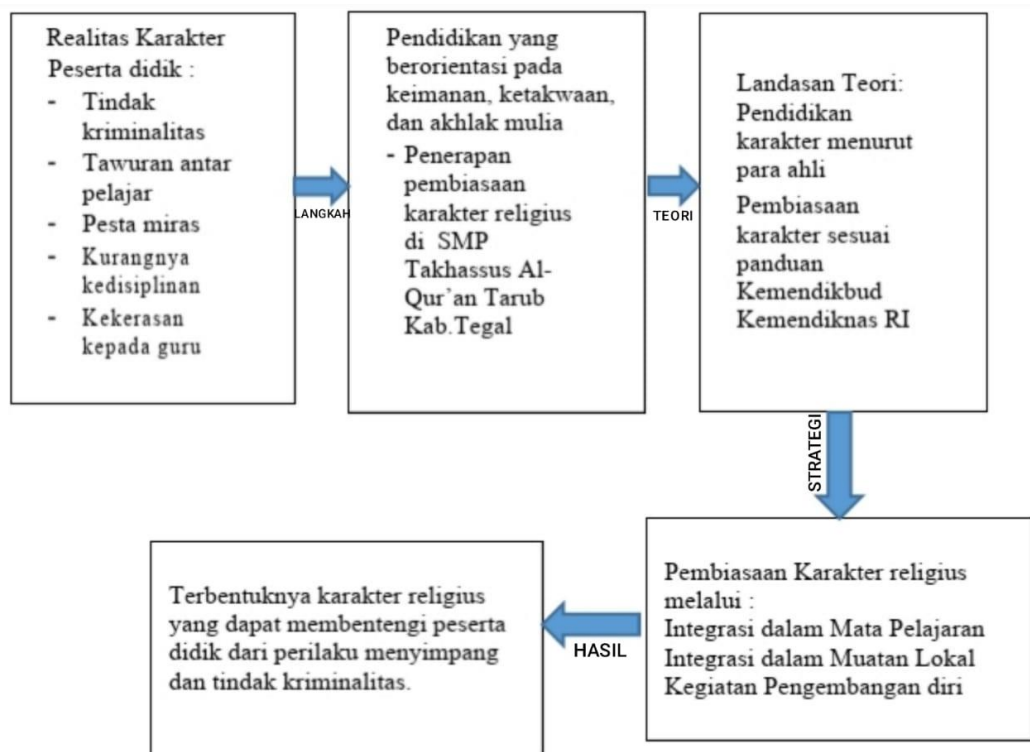 Realitas Karakter
Peserta didik :
- Tindak
kriminalitas
- Tawuran antar
pelajar
- Pesta miras
- Kurangnya
kedisiplinan
- Kekerasan
kepada guru
LANGKAH
Pendidikan yang
berorientasi pada
keimanan, ketakwaan,
dan akhlak mulia
- Penerapan
pembiasaan
karakter religius
di SMP
Takhassus Al-
Qur'an Tarub
Kab.Tegal
TEORI
Landasan Teori:
Pendidikan
karakter menurut
para ahli
Pembiasaan
karakter sesuai
panduan
Kemendikbud
Kemendiknas RI
STRATEGI
Pembiasaan Karakter religius
melalui :
Integrasi dalam Mata Pelajaran
Integrasi dalam Muatan Lokal
Kegiatan Pengembangan diri
HASIL
Terbentuknya karakter religius
yang dapat membentengi peserta
didik dari perilaku menyimpang
dan tindak kriminalitas.